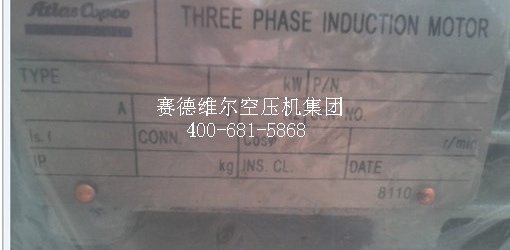 Atlas Copco
THREE PHASE INDUCTION MOTOR
TYPE kW P/N
A NO.
赛德维尔空压机集团
400-681-5868
Is.f CONN. Cosφ r/min
IP kg INS. CL. DATE
8110